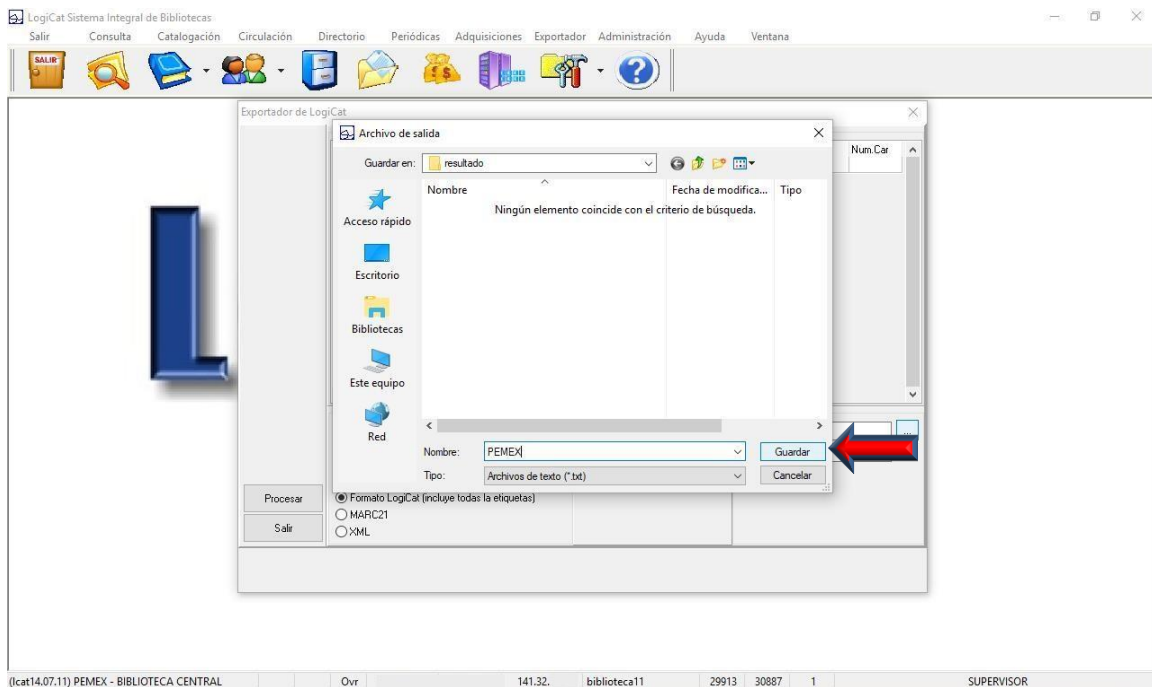 LogiCat Sistema Integral de Bibliotecas
Salir Consulta Catalogación Circulación Directorio Periódicas Adquisiciones Exportador Administración Ayuda Ventana
SALIR
Exportador de LogiCat
Archivo de salida
Guardar en: resultado
Num.Car
Nombre Fecha de modifica... Tipo
Ningún elemento coincide con el criterio de búsqueda.
Acceso rápido
Escritorio
Bibliotecas
Este equipo
Red
L
Nombre: PEMEX Guardar
Tipo: Archivos de texto (*.txt) Cancelar
Procesar
Formato LogiCat (incluye todas la etiquetas)
MARC21
Salir
XML
(lcat14.07.11) PEMEX - BIBLIOTECA CENTRAL Ovr 141.32. biblioteca11 29913 30887 1 SUPERVISOR